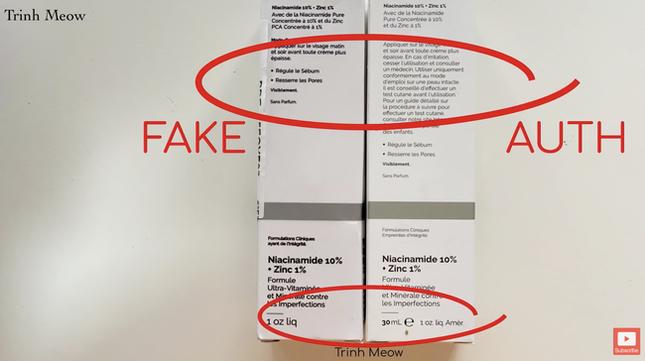 Trinh Meow
Niacinamide 10% + Zinc 1%
Avec de la Niacinamide Pure
Concentrée à 10% et du Zinc
PCA Concentré à 1%
Appliquer sur le visage matin
et soir avant toute crème plus
épaisse.
• Régule le Sébum
• Resserre les Pores
Visiblement.
Sans Parfum.
FAKE
Formulations Cliniques
ayant de l'Intégrité.
Niacinamide 10%
+ Zinc 1%
Formule
Ultra-Vitaminée
et Minérale contre
les Imperfections
1 oz liq
Niacinamide 10% + Zinc 1%
Avec de la Niacinamide Pure
Concentrée à 10% et du Zinc
PCA Concentré à 1%
Appliquer sur le visage matin
et soir avant toute crème plus
épaisse. En cas d'irritation,
cesser l'utilisation et consulter
un médecin. Utiliser uniquement
conformément au mode
d'emploi sur une peau intacte.
Il est conseillé d'effectuer un
test cutané avant l'utilisation.
Pour un guide détaillé sur
la procédure à suivre pour
effectuer un test cutané,
consulter notre
des enfants.
• Régule le Sébum
• Resserre les Pores
Visiblement.
Sans Parfum.
AUTH
Formulations Cliniques
Empreintes d'Intégrité.
Niacinamide 10%
+ Zinc 1%
Formule
Ultra-Vitaminée
et Minérale contre
les Imperfections
30 mL ℮ 1 oz. liq. Amér.
Trinh Meow
Subscribe